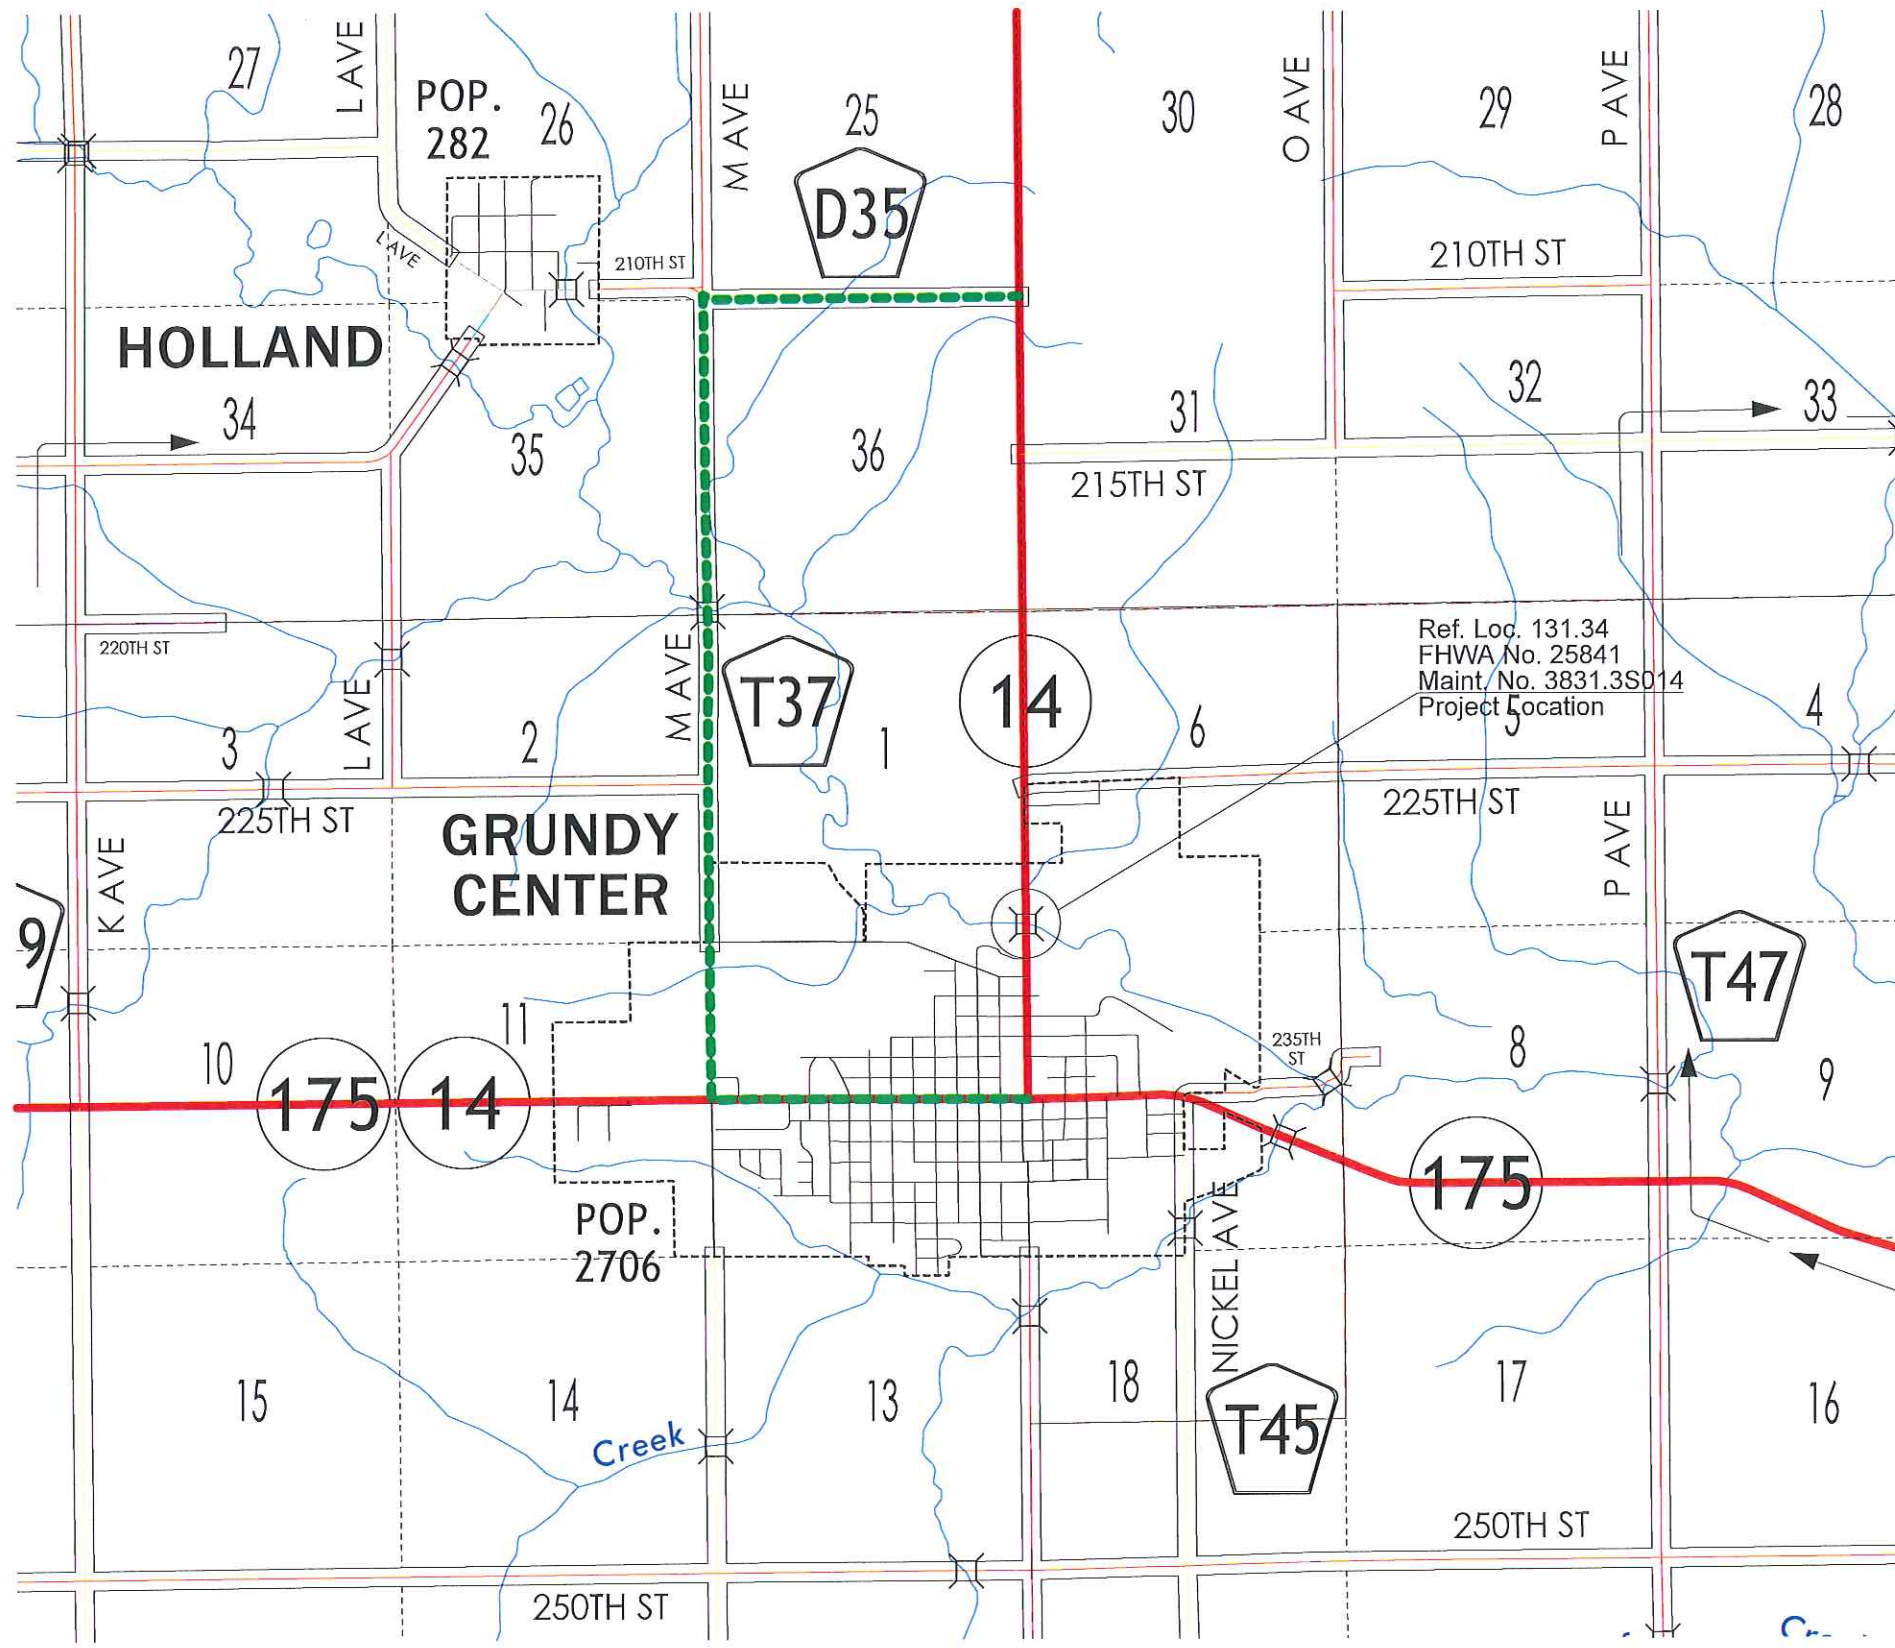 27
L AVE
POP.
282
26
M AVE
25
30
O AVE
29
P AVE
28
D35
L AVE
210TH ST
210TH ST
HOLLAND
34
35
36
31
32
33
215TH ST
220TH ST
L AVE
M AVE
T37
14
Ref. Loc. 131.34
FHWA No. 25841
Maint. No. 3831.3S014
Project Location
3
2
1
6
5
4
225TH ST
225TH ST
GRUNDY
CENTER
K AVE
P AVE
9
T47
11
10
175
14
235TH
ST
8
9
175
POP.
2706
NICKEL AVE
15
14
13
18
17
16
Creek
T45
250TH ST
250TH ST